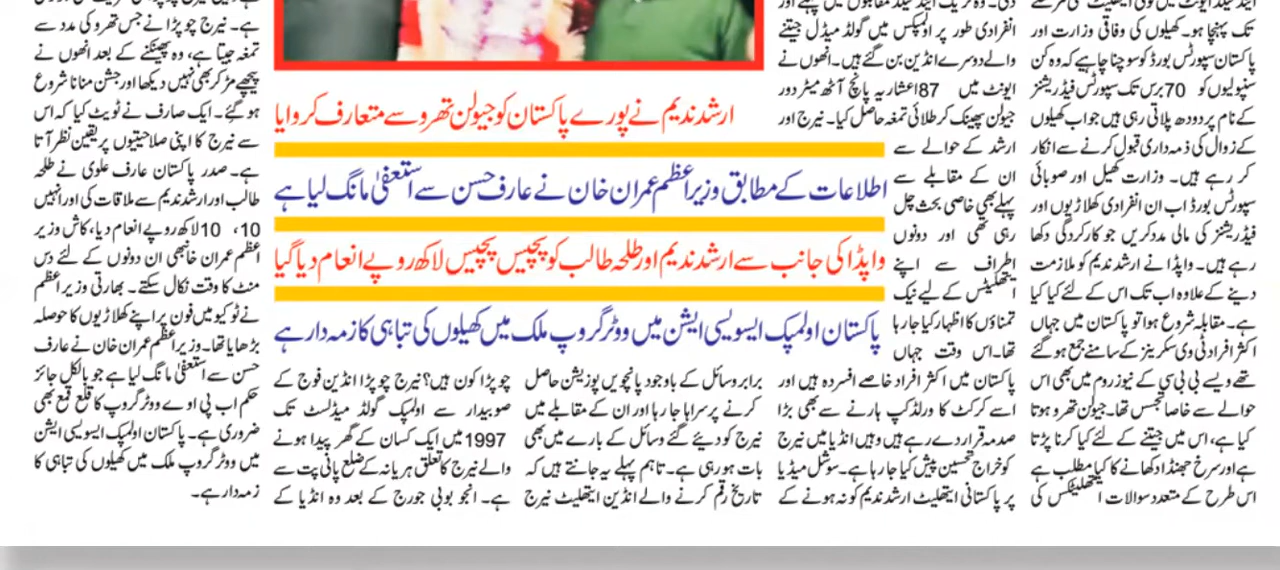 تک پہنچا ہو۔ کھیلوں کی وفاقی وزارت اور
پاکستان سپورٹس بورڈ کو سوچنا چاہیے کہ وہ کن
سنپولیوں کو 70 برس تک سپورٹس فیڈریشنز
کے نام پر دودھ پلاتی رہی ہیں جو اب کھیلوں
کے زوال کی ذمہ داری قبول کرنے سے انکار
کر رہے ہیں۔ وزارت کھیل اور صوبائی
سپورٹس بورڈ اب ان انفرادی کھلاڑیوں اور
فیڈریشنز کی مالی مدد کریں جو کارکردگی دکھا
رہے ہیں۔ واپڈا نے ارشد ندیم کو ملازمت
دینے کے علاوہ اب تک اس کے لئے کیا کیا
ہے۔ مقابلہ شروع ہوا تو پاکستان میں جہاں
اکثر افراد ٹی وی سکرینز کے سامنے جمع ہو گئے
تھے ویسے بی بی سی کے نیوز روم میں بھی اس
حوالے سے خاصا تجسس تھا۔ جیولن تھرو ہوتا
کیا ہے، اس میں جیتنے کے لئے کیا کرنا پڑتا
ہے اور سرخ جھنڈا دکھانے کا کیا مطلب ہے
اس طرح کے متعدد سوالات ایتھلیٹکس کی
انفرادی طور پر اولمپکس میں گولڈ میڈل جیتنے
والے دوسرے انڈین بن گئے ہیں۔ انھوں نے
ایونٹ میں 87 اعشاریہ پانچ آٹھ میٹر دور
جیولن پھینک کر طلائی تمغہ حاصل کیا۔ نیرج اور
ارشد کے حوالے سے
ان کے مقابلے سے
پہلے بھی خاصی بحث چل
رہی تھی اور دونوں
اطراف سے اپنے
ایتھلیٹس کے لیے نیک
تمناؤں کا اظہار کیا جا رہا
تھا۔ اس وقت جہاں
پاکستان میں اکثر افراد خاصے افسردہ ہیں اور
اسے کرکٹ کا ورلڈ کپ ہارنے سے بھی بڑا
صدمہ قرار دے رہے ہیں وہیں انڈیا میں نیرج
کو خراج تحسین پیش کیا جا رہا ہے۔ سوشل میڈیا
پر پاکستانی ایتھلیٹ ارشد ندیم کو نہ ہونے کے
ارشد ندیم نے پورے پاکستان کو جیولن تھرو سے متعارف کروایا
اطلاعات کے مطابق وزیر اعظم عمران خان نے عارف حسن سے استعفیٰ مانگ لیا ہے
واپڈا کی جانب سے ارشد ندیم اور طلحہ طالب کو پچیس پچیس لاکھ روپے انعام دیا گیا
پاکستان اولمپک ایسوسی ایشن میں ووٹر گروپ ملک میں کھیلوں کی تباہی کا زمہ دار ہے
برابر وسائل کے باوجود پانچویں پوزیشن حاصل
کرنے پر سراہا جا رہا اور ان کے مقابلے میں
نیرج کو دیئے گئے وسائل کے بارے میں بھی
بات ہو رہی ہے۔ تاہم پہلے یہ جانتے ہیں کہ
تاریخ رقم کرنے والے انڈین ایتھلیٹ نیرج
چوپڑا کون ہیں؟ نیرج چوپڑا انڈین فوج کے
صوبیدار سے اولمپک گولڈ میڈلسٹ تک
1997 میں ایک کسان کے گھر پیدا ہونے
والے نیرج کا تعلق ہریانہ کے ضلع پانی پت سے
ہے۔ انجو بوبی جورج کے بعد وہ انڈیا کے
ہے۔ نیرج چوپڑا نے جس تھرو کی مدد سے
تمغہ جیتا ہے، وہ پھینکنے کے بعد انھوں نے
پیچھے مڑ کر بھی نہیں دیکھا اور جشن منانا شروع
ہو گئے۔ ایک صارف نے ٹویٹ کیا کہ اس
سے نیرج کا اپنی صلاحیتوں پر یقین نظر آتا
ہے۔ صدر پاکستان عارف علوی نے طلحہ
طالب اور ارشد ندیم سے ملاقات کی اور انہیں
10، 10 لاکھ روپے انعام دیا، کاش وزیر
اعظم عمران خان بھی ان دونوں کے لئے دس
منٹ کا وقت نکال سکتے۔ بھارتی وزیر اعظم
نے ٹوکیو میں فون پر اپنے کھلاڑیوں کا حوصلہ
بڑھایا تھا۔ وزیر اعظم عمران خان نے عارف
حسن سے استعفیٰ مانگ لیا ہے جو بالکل جائز
حکم اب پی او اے ووٹر گروپ کا قلع قمع بھی
ضروری ہے۔ پاکستان اولمپک ایسوسی ایشن
میں ووٹر گروپ ملک میں کھیلوں کی تباہی کا
زمہ دار ہے۔